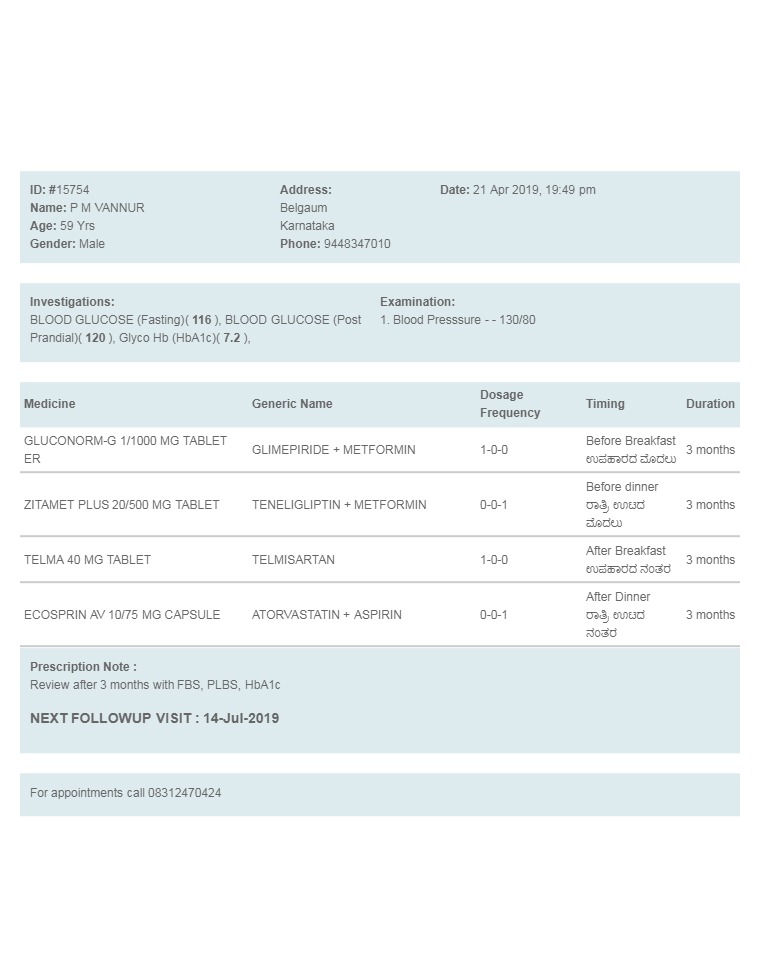 ID: #15754
Name: P M VANNUR
Age: 59 Yrs
Gender: Male
Address:
Belgaum
Karnataka
Phone: 9448347010
Date: 21 Apr 2019, 19:49 pm
Investigations:
BLOOD GLUCOSE (Fasting)( 116 ), BLOOD GLUCOSE (Post
Prandial)( 120 ), Glyco Hb (HbA1c)( 7.2 ),
Examination:
1. Blood Presssure - - 130/80
Medicine Generic Name Dosage Frequency Timing Duration
GLUCONORM-G 1/1000 MG TABLET ER GLIMEPIRIDE + METFORMIN 1-0-0 Before Breakfast ಉಪಹಾರದ ಮೊದಲು 3 months
ZITAMET PLUS 20/500 MG TABLET TENELIGLIPTIN + METFORMIN 0-0-1 Before dinner ರಾತ್ರಿ ಊಟದ ಮೊದಲು 3 months
TELMA 40 MG TABLET TELMISARTAN 1-0-0 After Breakfast ಉಪಹಾರದ ನಂತರ 3 months
ECOSPRIN AV 10/75 MG CAPSULE ATORVASTATIN + ASPIRIN 0-0-1 After Dinner ರಾತ್ರಿ ಊಟದ ನಂತರ 3 months
Prescription Note :
Review after 3 months with FBS, PLBS, HbA1c
NEXT FOLLOWUP VISIT : 14-Jul-2019
For appointments call 08312470424